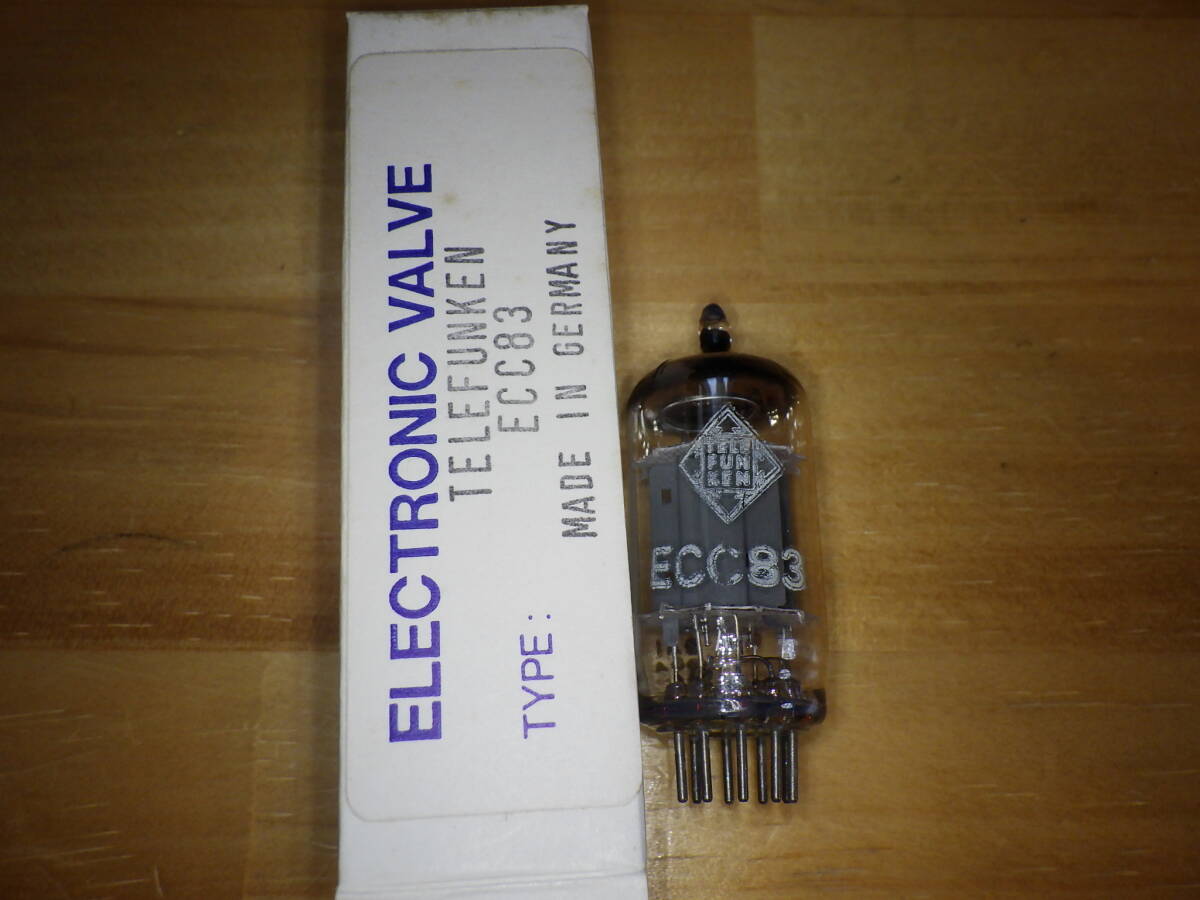 ELECTRONIC VALVE
TELEFUNKEN
TYPE: ECC83
MADE IN GERMANY
TELE
FUN
KEN
ECC83